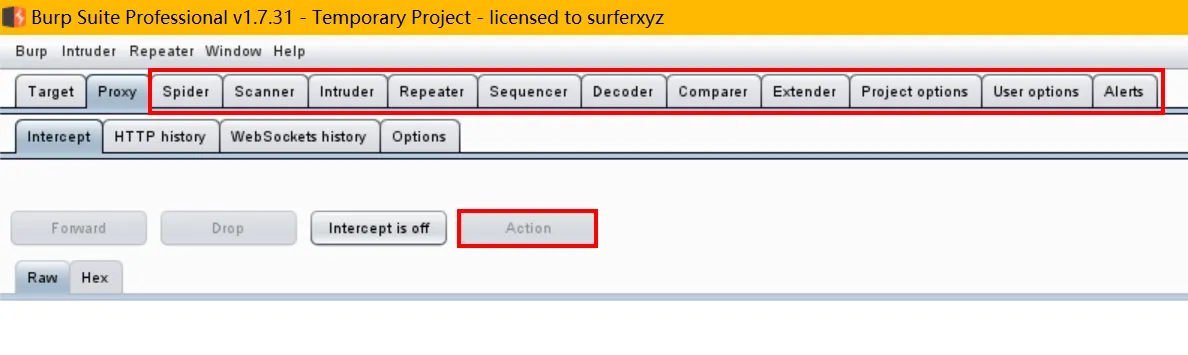 Burp Suite Professional v1.7.31 - Temporary Project - licensed to surferxyz
Burp Intruder Repeater Window Help
Target Proxy Spider Scanner Intruder Repeater Sequencer Decoder Comparer Extender Project options User options Alerts
Intercept HTTP history WebSockets history Options
Forward Drop Intercept is off Action
Raw Hex